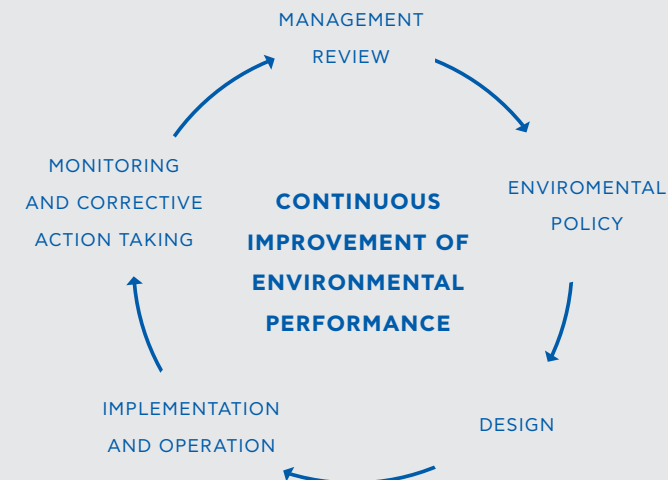 MANAGEMENT
REVIEW
ENVIROMENTAL
POLICY
DESIGN
IMPLEMENTATION
AND OPERATION
MONITORING
AND CORRECTIVE
ACTION TAKING
CONTINUOUS
IMPROVEMENT OF
ENVIRONMENTAL
PERFORMANCE